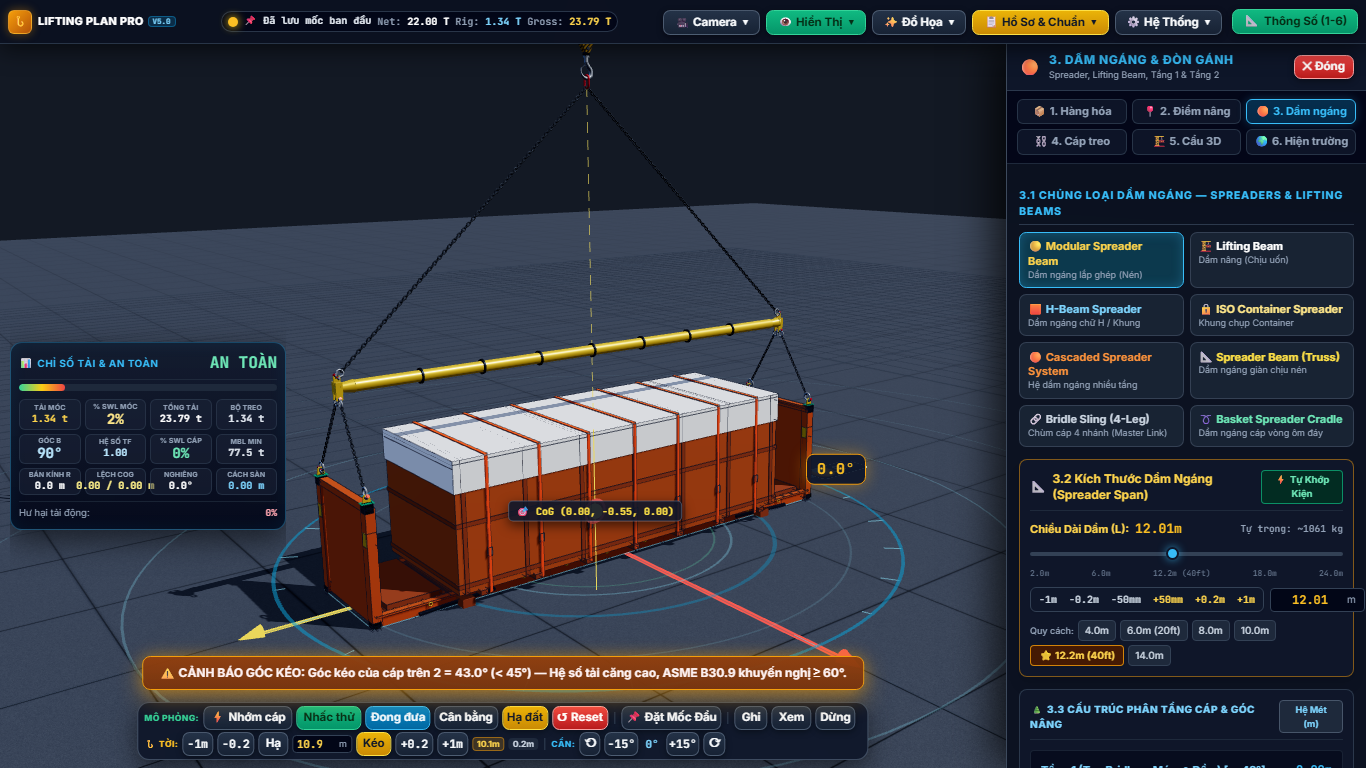 LIFTING PLAN PRO V5.0
Đã lưu mốc ban đầu Net: 22.00 T Rig: 1.34 T Gross: 23.79 T
Camera ▼
Hiển Thị ▼
Đồ Họa ▼
Hồ Sơ & Chuẩn ▼
Hệ Thống ▼
Thông Số (1-6)
3. DẦM NGÁNG & ĐÒN GÁNH
Spreader, Lifting Beam, Tầng 1 & Tầng 2
✕ Đóng
1. Hàng hóa
2. Điểm nâng
3. Dầm ngáng
4. Cáp treo
5. Cẩu 3D
6. Hiện trường
3.1 CHỦNG LOẠI DẦM NGÁNG — SPREADERS & LIFTING
BEAMS
Modular Spreader
Beam
Dầm ngáng lắp ghép (Nén)
Lifting Beam
Dầm nâng (Chịu uốn)
H-Beam Spreader
Dầm ngáng chữ H / Khung
ISO Container Spreader
Khung chụp Container
Cascaded Spreader
System
Hệ dầm ngáng nhiều tầng
Spreader Beam (Truss)
Dầm ngáng giàn chịu nén
Bridle Sling (4-Leg)
Chùm cáp 4 nhánh (Master Link)
Basket Spreader Cradle
Dầm ngáng cáp vòng ôm đáy
3.2 Kích Thước Dầm Ngáng
(Spreader Span)
Tự Khớp
Kiện
Chiều Dài Dầm (L): 12.01m
Tự trọng: ~1061 kg
2.0m 6.0m 12.2m (40ft) 18.0m 24.0m
-1m -0.2m -50mm +50mm +0.2m +1m
12.01 m
Quy cách: 4.0m 6.0m (20ft) 8.0m 10.0m
12.2m (40ft) 14.0m
3.3 CẤU TRÚC PHÂN TẦNG CÁP & GÓC
NÂNG
Hệ Mét
(m)
CHỈ SỐ TẢI & AN TOÀN
AN TOÀN
TẢI MÓC
1.34 t
% SWL MÓC
2%
TỔNG TẢI
23.79 t
BỘ TREO
1.34 t
GÓC B
90°
HỆ SỐ TF
1.00
% SWL CÁP
0%
MBL MIN
77.5 t
BÁN KÍNH R
0.0 m
LỆCH COG
0.00 / 0.00 m
NGHIÊNG
0.0°
CÁCH SÀN
0.00 m
Hư hại tải động: 0%
0.0°
CoG (0.00, -0.55, 0.00)
CẢNH BÁO GÓC KÉO: Góc kéo của cáp trên 2 = 43.0° (< 45°) — Hệ số tải căng cao, ASME B30.9 khuyến nghị ≥ 60°.
MÔ PHỎNG: Nhớm cáp Nhấc thử Đong đưa Cân bằng Hạ đất Reset Đặt Mốc Đầu Ghi Xem Dừng
TỜI: -1m -0.2 Hạ 10.9 m Kéo +0.2 +1m 10.1m 0.2m CẦN: -15° 0° +15°